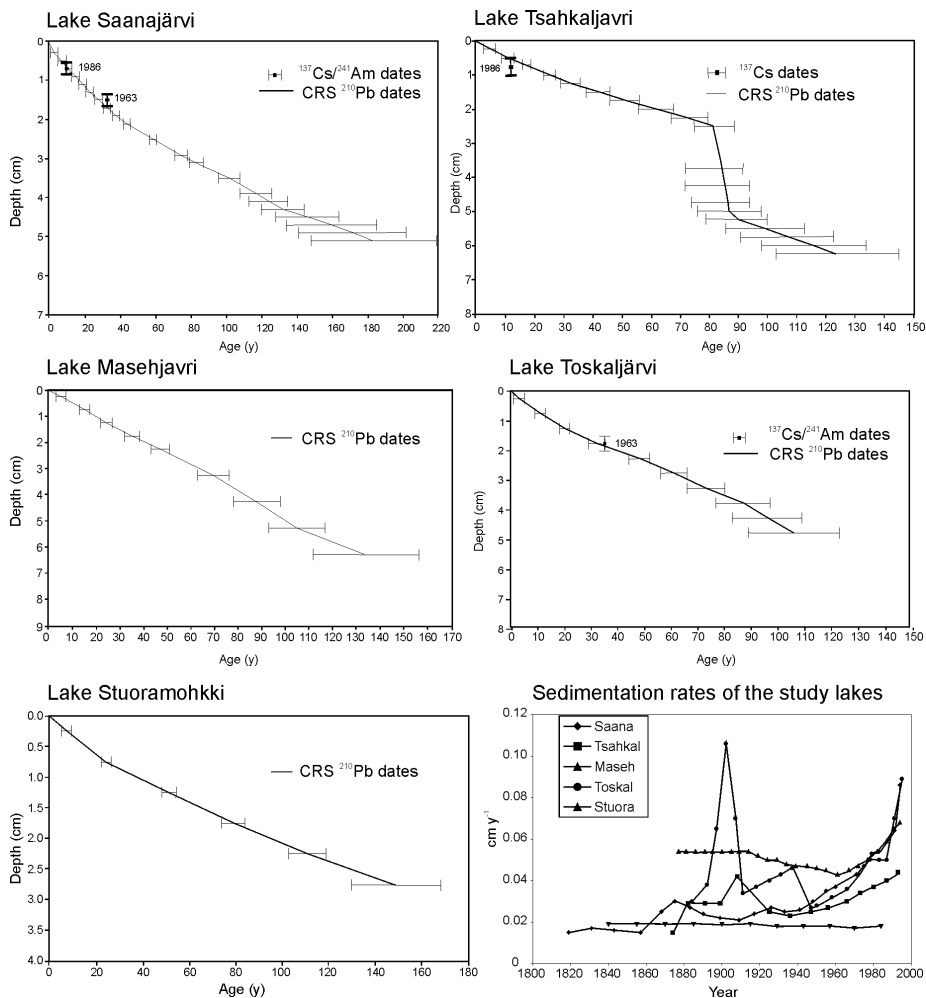 Lake Saanajärvi
0
1
2
3
4
5
6
7
Depth (cm)
1986
1963
¹³⁷Cs/²⁴¹Am dates
CRS ²¹⁰Pb dates
0 20 40 60 80 100 120 140 160 180 200 220
Age (y)
Lake Tsahkaljavri
0
1
2
3
4
5
6
7
8
Depth (cm)
1986
¹³⁷Cs dates
CRS ²¹⁰Pb dates
0 10 20 30 40 50 60 70 80 90 100 110 120 130 150
Age (y)
Lake Masehjavri
0
1
2
3
4
5
6
7
8
9
Depth (cm)
CRS ²¹⁰Pb dates
0 10 20 30 40 50 60 70 80 90 100 110 120 130 140 150 160 170
Age (y)
Lake Toskaljärvi
0
1
2
3
4
5
6
7
8
Depth (cm)
1963
¹³⁷Cs/²⁴¹Am dates
CRS ²¹⁰Pb dates
0 10 20 30 40 50 60 70 80 90 100 110 120 130 150
Age (y)
Lake Stuoramohkki
0.0
0.5
1.0
1.5
2.0
2.5
3.0
3.5
4.0
Depth (cm)
CRS ²¹⁰Pb dates
0 20 40 60 80 100 120 140 160 180
Age (y)
Sedimentation rates of the study lakes
0.12
0.10
0.08
0.06
0.04
0.02
0
cm y⁻¹
Saana
Tsahkal
Maseh
Toskal
Stuora
1800 1820 1840 1860 1880 1900 1920 1940 1960 1980 2000
Year